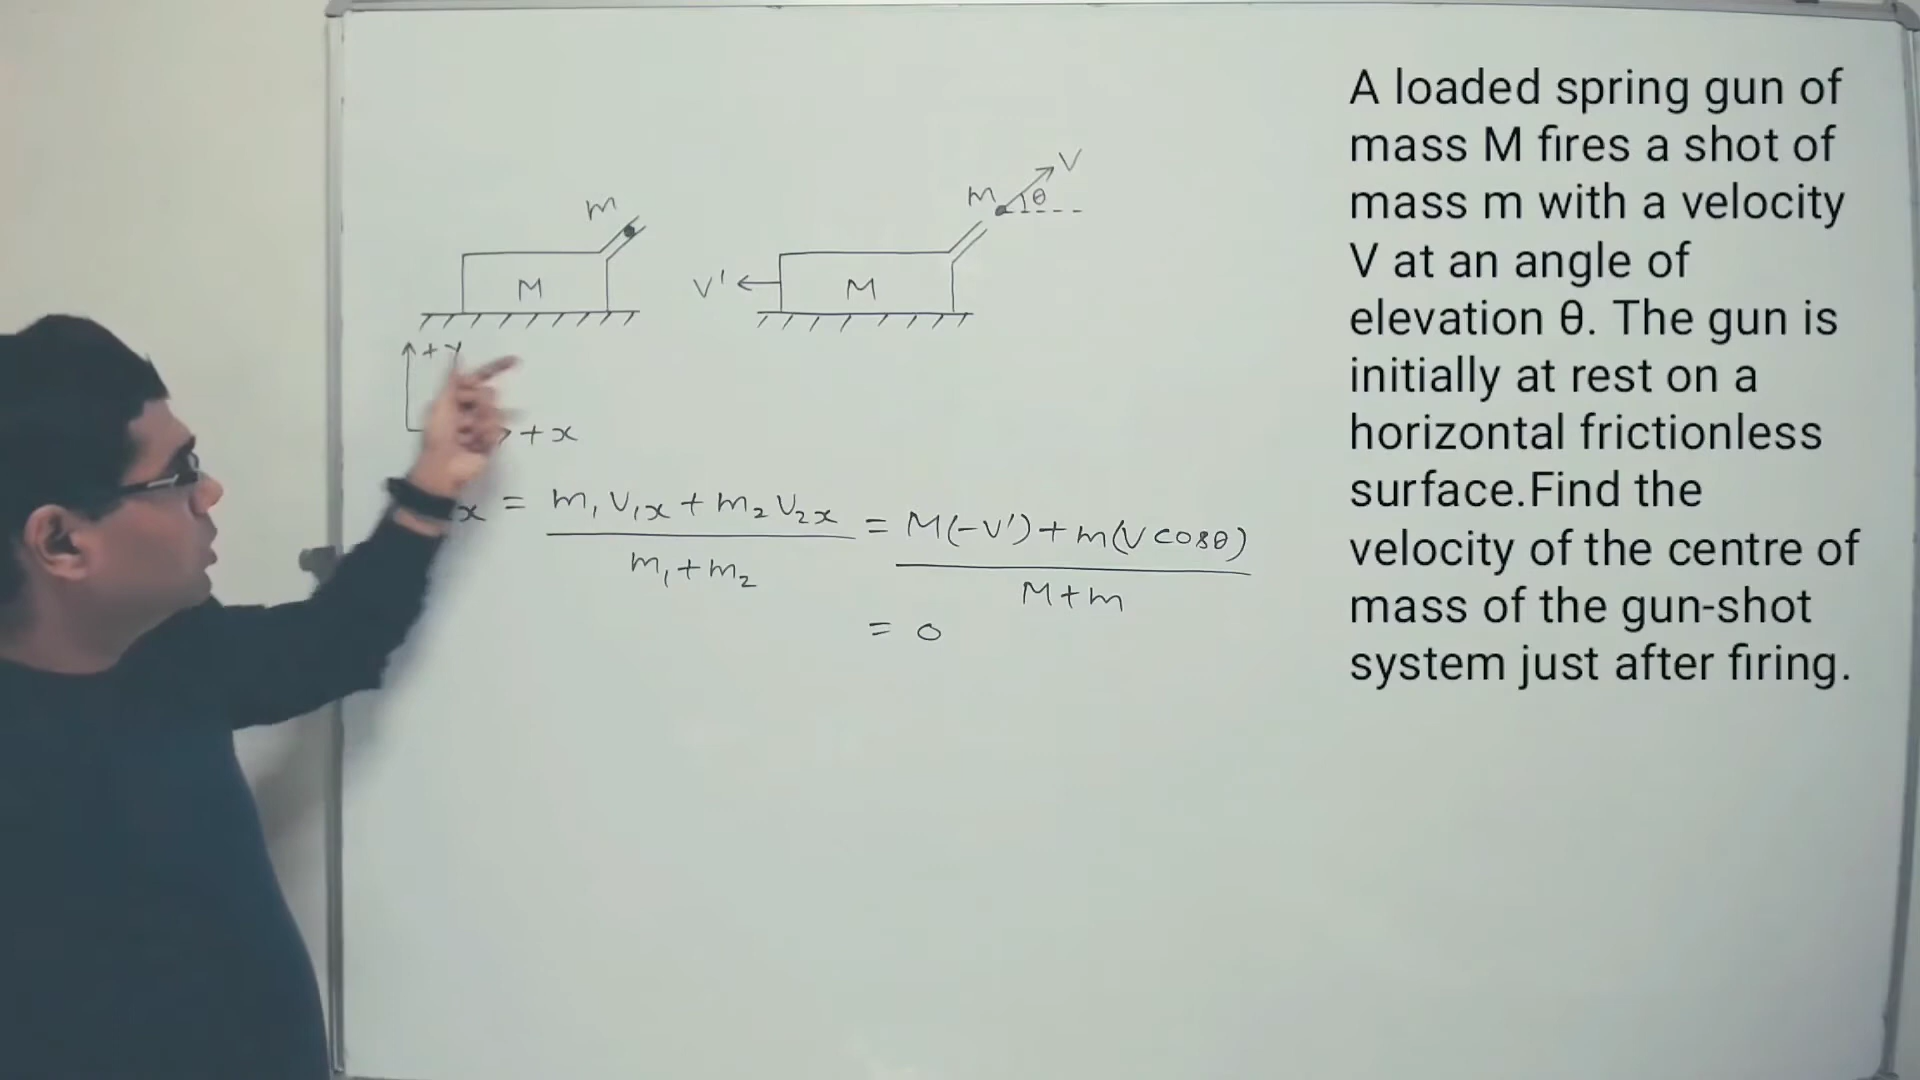 m
M
+Y
+x
V' M
m θ V
x = m₁V₁x + m₂V₂x / m₁+m₂ = M(-V')+m(Vcosθ) / M+m
= 0
A loaded spring gun of
mass M fires a shot of
mass m with a velocity
V at an angle of
elevation θ. The gun is
initially at rest on a
horizontal frictionless
surface.Find the
velocity of the centre of
mass of the gun-shot
system just after firing.